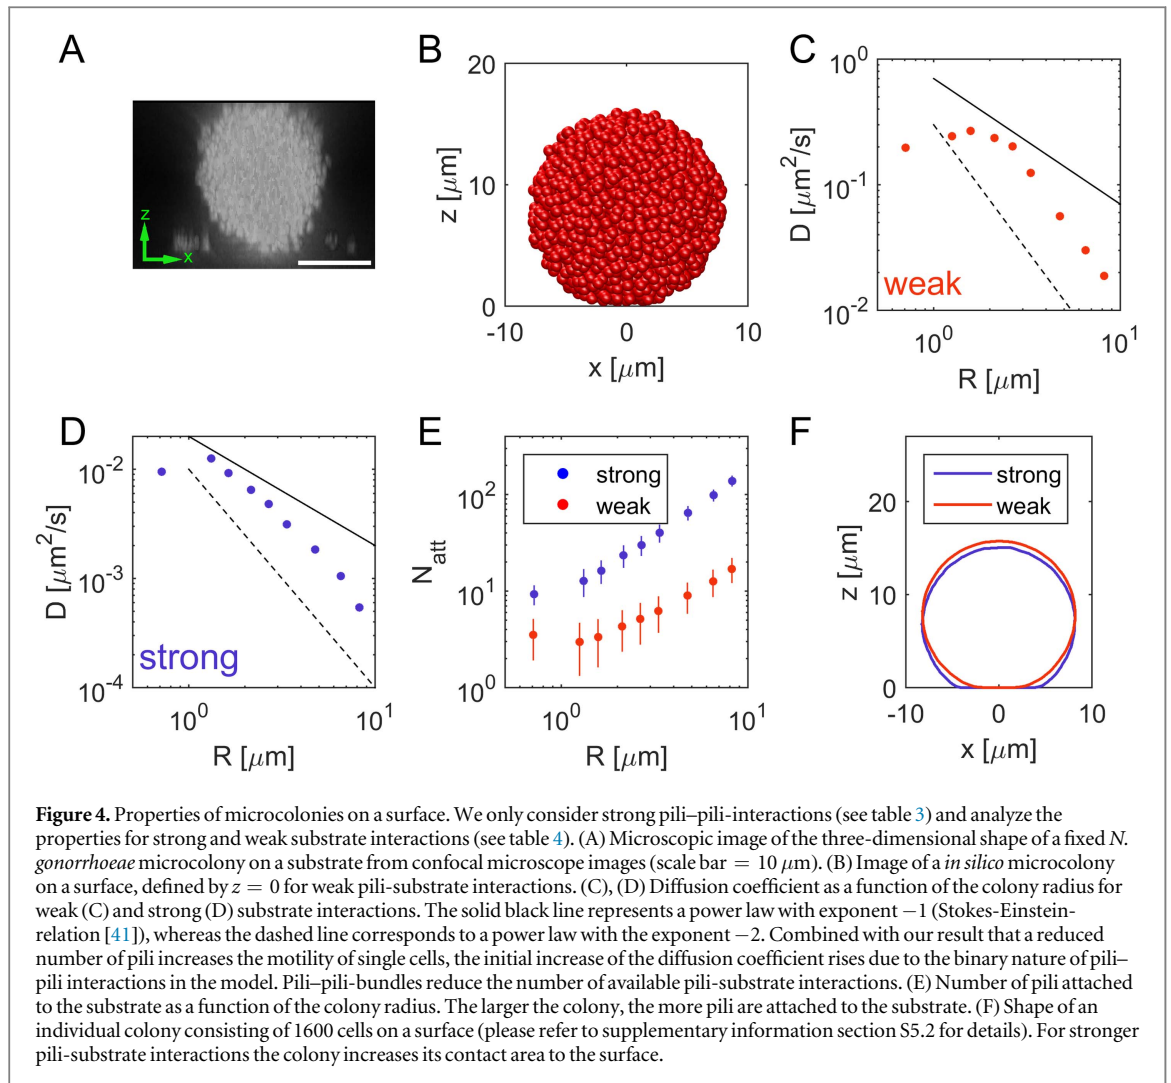 A
z
x
B
20
10
0
z [μm]
-10
0
10
x [μm]
C
10^0
10^-1
10^-2
D [μm^2/s]
weak
10^0
10^1
R [μm]
D
10^-2
10^-3
10^-4
D [μm^2/s]
strong
10^0
10^1
R [μm]
E
strong
weak
10^2
10^1
10^0
N_att
10^0
10^1
R [μm]
F
strong
weak
20
10
0
z [μm]
-10
0
10
x [μm]
Figure 4. Properties of microcolonies on a surface. We only consider strong pili–pili-interactions (see table 3) and analyze the
properties for strong and weak substrate interactions (see table 4). (A) Microscopic image of the three-dimensional shape of a fixed N.
gonorrhoeae microcolony on a substrate from confocal microscope images (scale bar = 10 μm). (B) Image of a in silico microcolony
on a surface, defined by z = 0 for weak pili-substrate interactions. (C), (D) Diffusion coefficient as a function of the colony radius for
weak (C) and strong (D) substrate interactions. The solid black line represents a power law with exponent −1 (Stokes-Einstein-
relation [41]), whereas the dashed line corresponds to a power law with the exponent −2. Combined with our result that a reduced
number of pili increases the motility of single cells, the initial increase of the diffusion coefficient rises due to the binary nature of pili–
pili interactions in the model. Pili–pili-bundles reduce the number of available pili-substrate interactions. (E) Number of pili attached
to the substrate as a function of the colony radius. The larger the colony, the more pili are attached to the substrate. (F) Shape of an
individual colony consisting of 1600 cells on a surface (please refer to supplementary information section S5.2 for details). For stronger
pili-substrate interactions the colony increases its contact area to the surface.